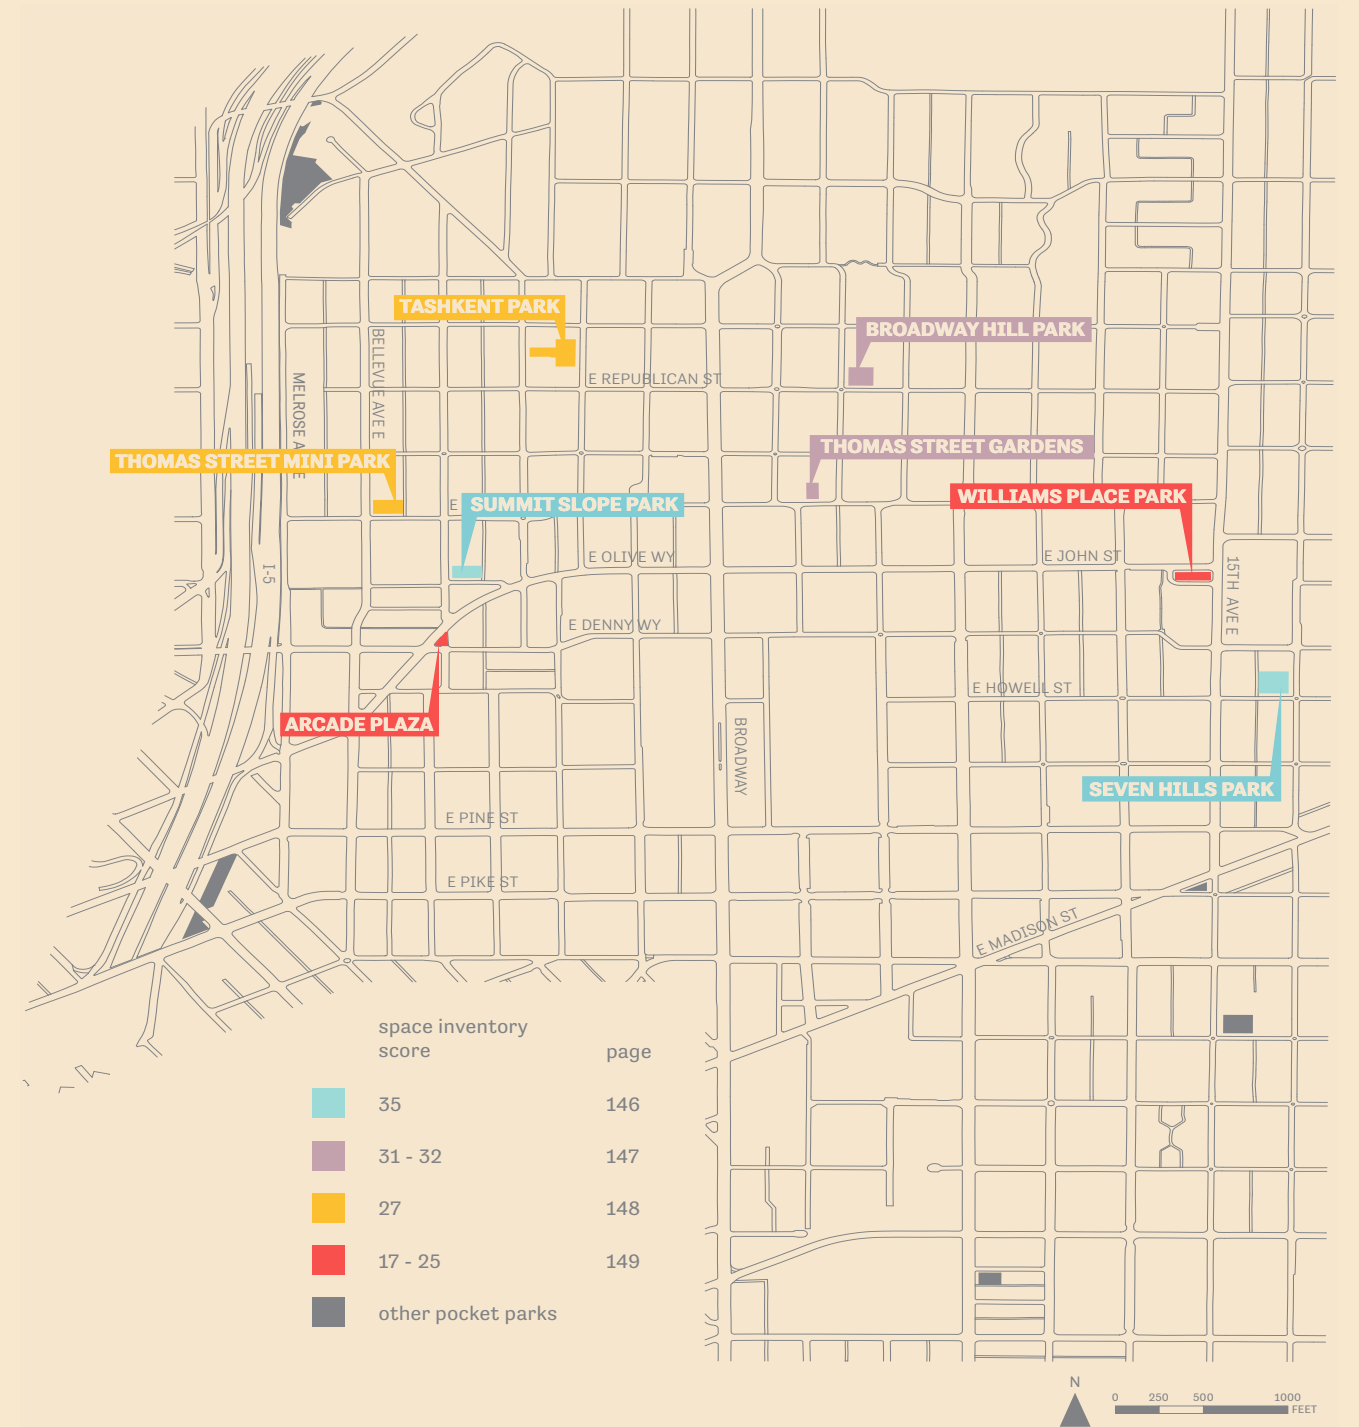 TASHKENT PARK
BROADWAY HILL PARK
BELLEVUE AVE E
E REPUBLICAN ST
MELROSE A E
THOMAS STREET GARDENS
THOMAS STREET MINI PARK
WILLIAMS PLACE PARK
E
SUMMIT SLOPE PARK
E OLIVE WY
E JOHN ST
I-5
15TH AVE E
E DENNY WY
E HOWELL ST
ARCADE PLAZA
BROADWAY
SEVEN HILLS PARK
E PINE ST
E PIKE ST
E MADISON ST
space inventory
score page
35 146
31 - 32 147
27 148
17 - 25 149
other pocket parks
N
0 250 500 1000
FEET